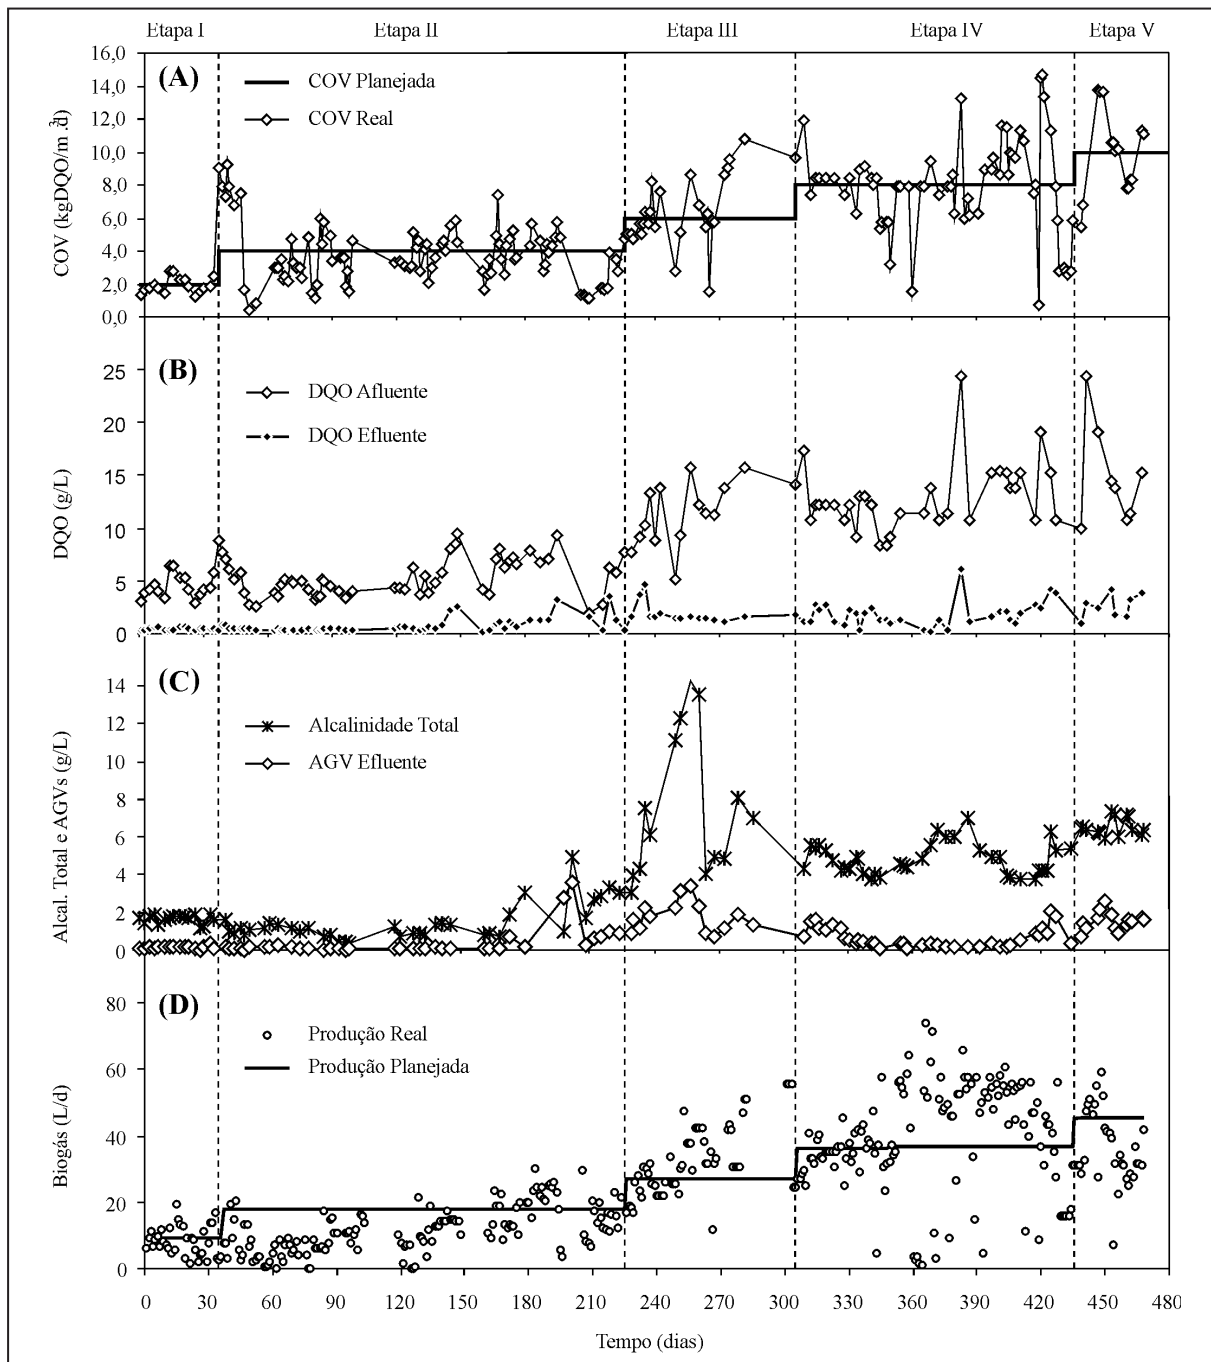 Etapa I Etapa II Etapa III Etapa IV Etapa V
(A)
COV Planejada
COV Real
16,0
14,0
12,0
10,0
8,0
6,0
4,0
2,0
0,0
COV (kgDQO/m³.d)
(B)
DQO Afluente
DQO Efluente
25
20
15
10
5
0
DQO (g/L)
(C)
Alcalinidade Total
AGV Efluente
14
12
10
8
6
4
2
0
Alcal. Total e AGVs (g/L)
(D)
Produção Real
Produção Planejada
80
60
40
20
0
Biogás (L/d)
0 30 60 90 120 150 180 210 240 270 300 330 360 390 420 450 480
Tempo (dias)